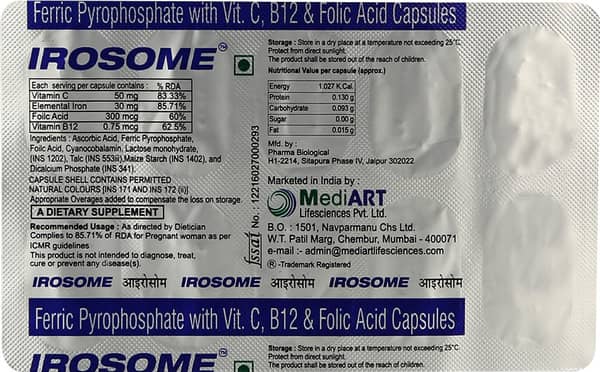 Ferric Pyrophosphate with Vit. C, B12 & Folic Acid Capsules
IROSOME™
Each serving per capsule contains : % RDA
Vitamin C 50 mg 83.33%
Elemental Iron 30 mg 85.71%
Folic Acid 300 mcg 60%
Vitamin B12 0.75 mcg 62.5%
Ingredients : Ascorbic Acid, Ferric Pyrophosphate,
Folic Acid, Cyanocobalamin, Lactose monohydrate,
(INS 1202), Talc (INS 553iii),Maize Starch (INS 1402), and
Dicalcium Phosphate (INS 341).
CAPSULE SHELL CONTAINS PERMITTED
NATURAL COLOURS [INS 171 AND INS 172 (ii)]
Appropriate Overages added to compensate the loss on storage.
A DIETARY SUPPLEMENT
Recommended Usage : As directed by Dietician
Complies to 85.71% of RDA for Pregnant woman as per
ICMR guidelines
This product is not intended to diagnose, treat,
cure or prevent any disease(s).
fssai No. : 12216027000293
Storage : Store in a dry place at a temperature not exceeding 25°C.
Protect from direct sunlight.
The product shall be stored out of the reach of children.
Nutritional Value per capsule (approx.)
Energy 1.027 K.Cal.
Protein 0.130 g
Carbohydrate 0.093 g
Sugar 0.00 g
Fat 0.015 g
Mfd. by :
Pharma Biological
H1-2214, Sitapura Phase IV, Jaipur 302022
Marketed in India by :
MediART
Lifesciences Pvt. Ltd.
B.O. : 1501, Navparmanu Chs Ltd.
W.T. Patil Marg, Chembur, Mumbai - 400071
e-mail :- admin@mediartlifesciences.com
® -Trademark Registered
IROSOME आइरोसोम IROSOME आइरोसोम IROSOME आइरोसोम IROSOME आइरोसोम
Ferric Pyrophosphate with Vit. C, B12 & Folic Acid Capsules
IROSOME™
Storage : Store in a dry place at a temperature not exceeding 25°C.
Protect from direct sunlight.
The product shall be stored out of the reach of children.